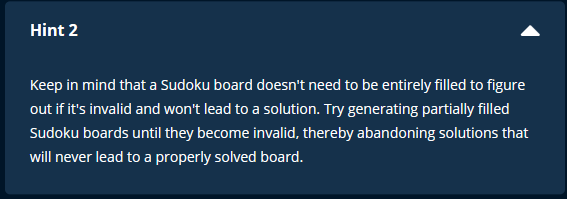 Hint 2
Keep in mind that a Sudoku board doesn't need to be entirely filled to figure
out if it's invalid and won't lead to a solution. Try generating partially filled
Sudoku boards until they become invalid, thereby abandoning solutions that
will never lead to a properly solved board.